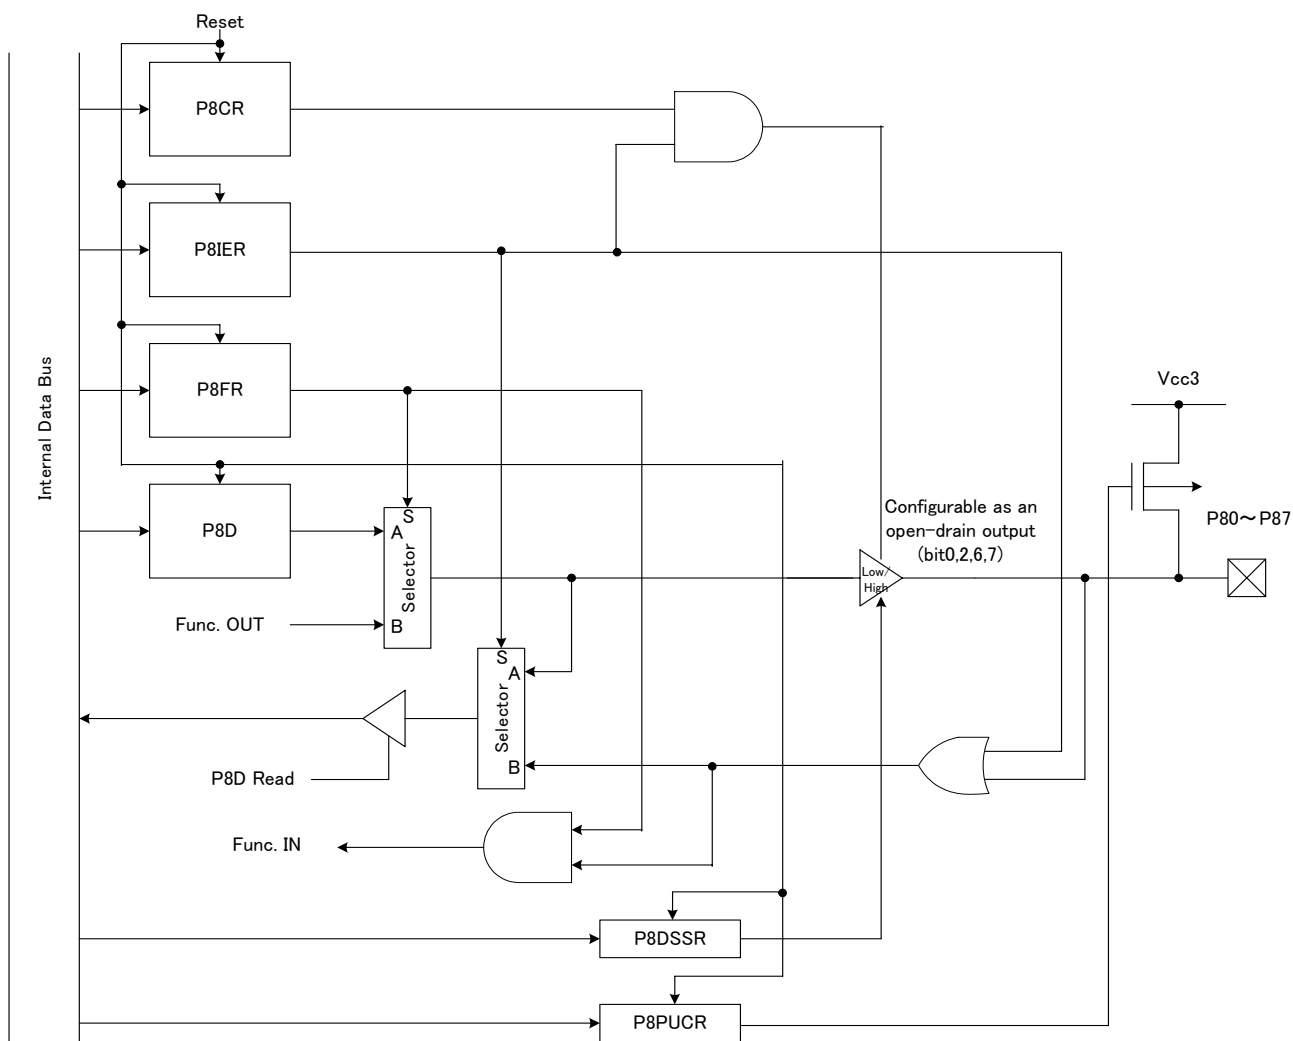 Reset
P8CR
P8IER
P8FR
Internal Data Bus
Vcc3
P8D
S
A
Selector
B
Func. OUT
Configurable as an
open-drain output
(bit0,2,6,7)
Low/
High
P80～P87
S
A
Selector
B
P8D Read
Func. IN
P8DSSR
P8PUCR